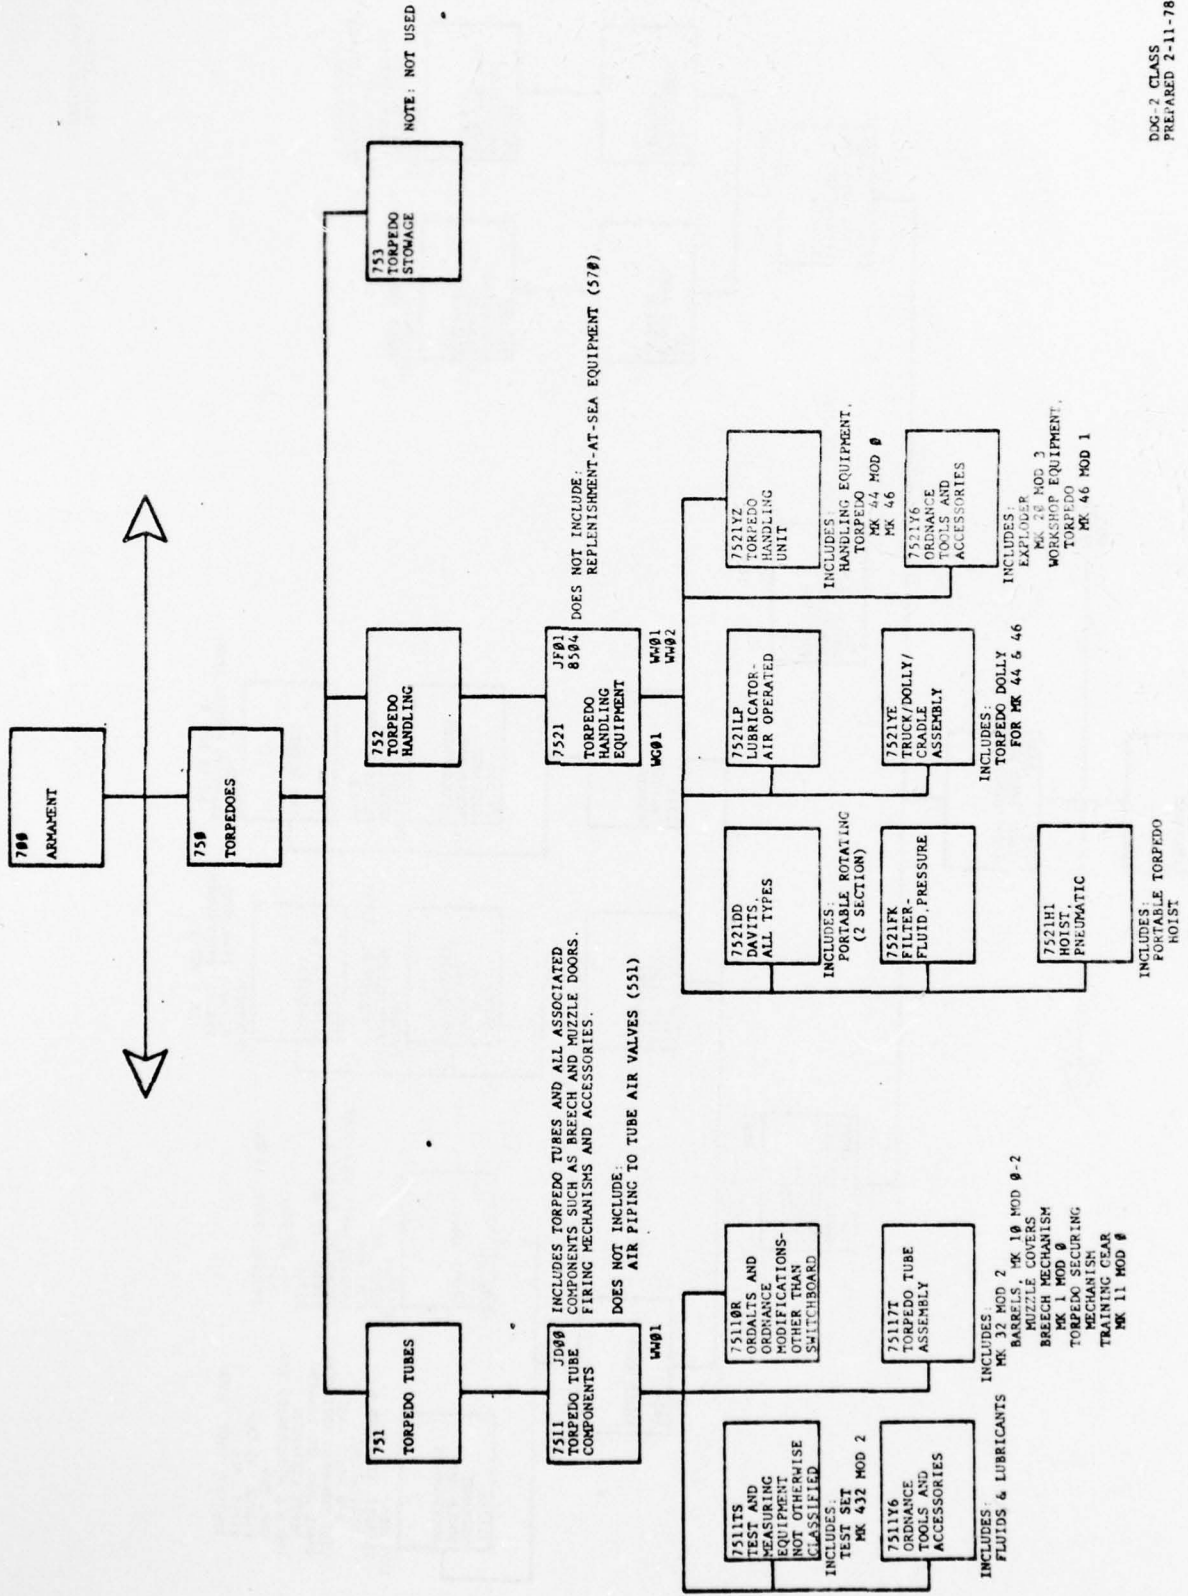 700
ARMAMENT
750
TORPEDOES
751
TORPEDO TUBES
752
TORPEDO
HANDLING
753
TORPEDO
STOWAGE
NOTE: NOT USED
7511 JD00
TORPEDO TUBE
COMPONENTS
WW01
INCLUDES TORPEDO TUBES AND ALL ASSOCIATED
COMPONENTS SUCH AS BREECH AND MUZZLE DOORS.
FIRING MECHANISMS AND ACCESSORIES.
DOES NOT INCLUDE:
AIR PIPING TO TUBE AIR VALVES (551)
7521 JF01
8504
TORPEDO
HANDLING
EQUIPMENT
WG01
WW01
WW02
DOES NOT INCLUDE:
REPLENISHMENT-AT-SEA EQUIPMENT (570)
7511TS
TEST AND
MEASURING
EQUIPMENT
NOT OTHERWISE
CLASSIFIED
INCLUDES:
TEST SET
MK 432 MOD 2
75110R
ORDALTS AND
ORDNANCE
MODIFICATIONS-
OTHER THAN
SWITCHBOARD
7511Y6
ORDNANCE
TOOLS AND
ACCESSORIES
INCLUDES:
FLUIDS & LUBRICANTS
75117T
TORPEDO TUBE
ASSEMBLY
INCLUDES:
MK 32 MOD 2
BARRELS, MK 10 MOD 0-2
MUZZLE COVERS
BREECH MECHANISM
MK 1 MOD 0
TORPEDO SECURING
MECHANISM
TRAINING GEAR
MK 11 MOD 0
7521DD
DAVITS,
ALL TYPES
INCLUDES:
PORTABLE ROTATING
(2 SECTION)
7521LP
LUBRICATOR-
AIR OPERATED
7521YZ
TORPEDO
HANDLING
UNIT
INCLUDES:
HANDLING EQUIPMENT,
TORPEDO
MK 44 MOD 0
MK 46
7521FK
FILTER-
FLUID,PRESSURE
7521YE
TRUCK/DOLLY/
CRADLE
ASSEMBLY
INCLUDES:
TORPEDO DOLLY
FOR MK 44 & 46
7521Y6
ORDNANCE
TOOLS AND
ACCESSORIES
INCLUDES:
EXPLODER
MK 20 MOD 3
WORKSHOP EQUIPMENT,
TORPEDO
MK 46 MOD 1
7521H1
HOIST,
PNEUMATIC
INCLUDES:
PORTABLE TORPEDO
HOIST
DDG-2 CLASS
PREPARED 2-11-78